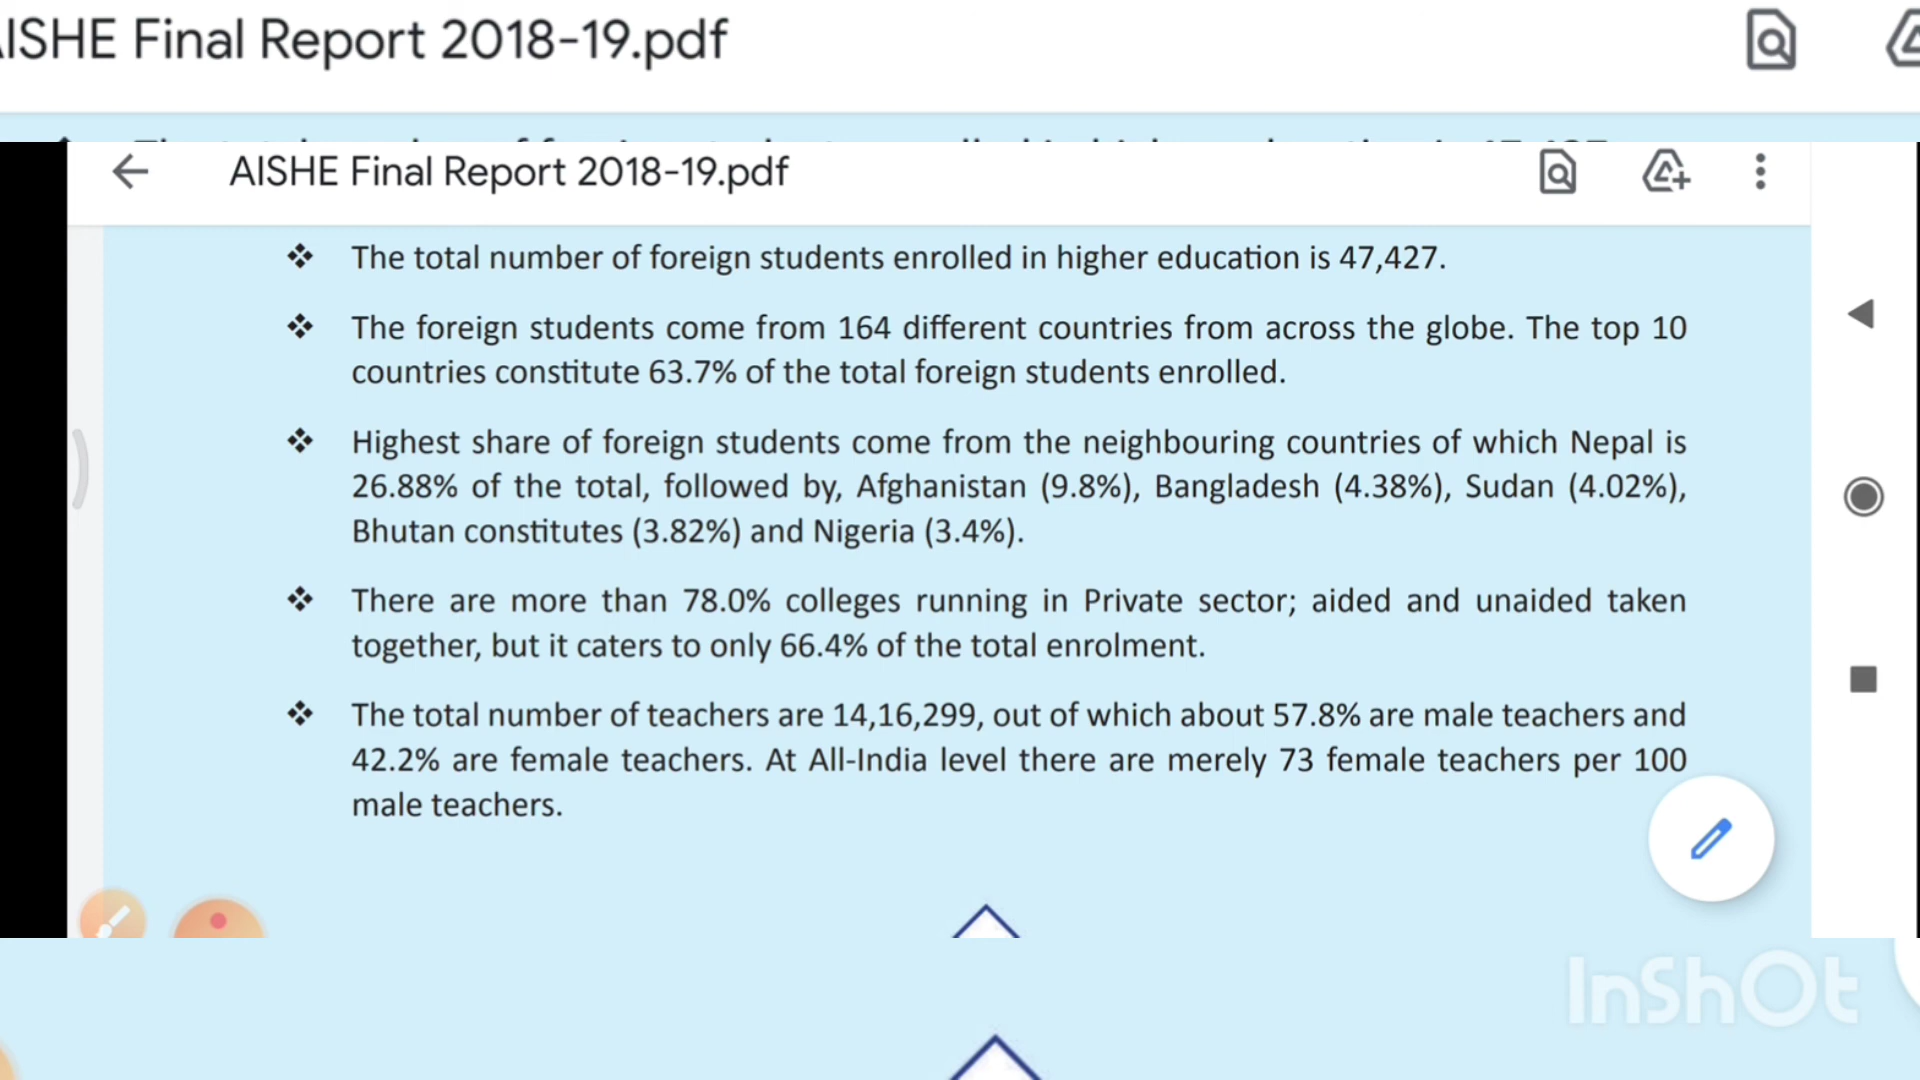 AISHE Final Report 2018-19.pdf
AISHE Final Report 2018-19.pdf
❖ The total number of foreign students enrolled in higher education is 47,427.
❖ The foreign students come from 164 different countries from across the globe. The top 10
countries constitute 63.7% of the total foreign students enrolled.
❖ Highest share of foreign students come from the neighbouring countries of which Nepal is
26.88% of the total, followed by, Afghanistan (9.8%), Bangladesh (4.38%), Sudan (4.02%),
Bhutan constitutes (3.82%) and Nigeria (3.4%).
❖ There are more than 78.0% colleges running in Private sector; aided and unaided taken
together, but it caters to only 66.4% of the total enrolment.
❖ The total number of teachers are 14,16,299, out of which about 57.8% are male teachers and
42.2% are female teachers. At All-India level there are merely 73 female teachers per 100
male teachers.
InShOt